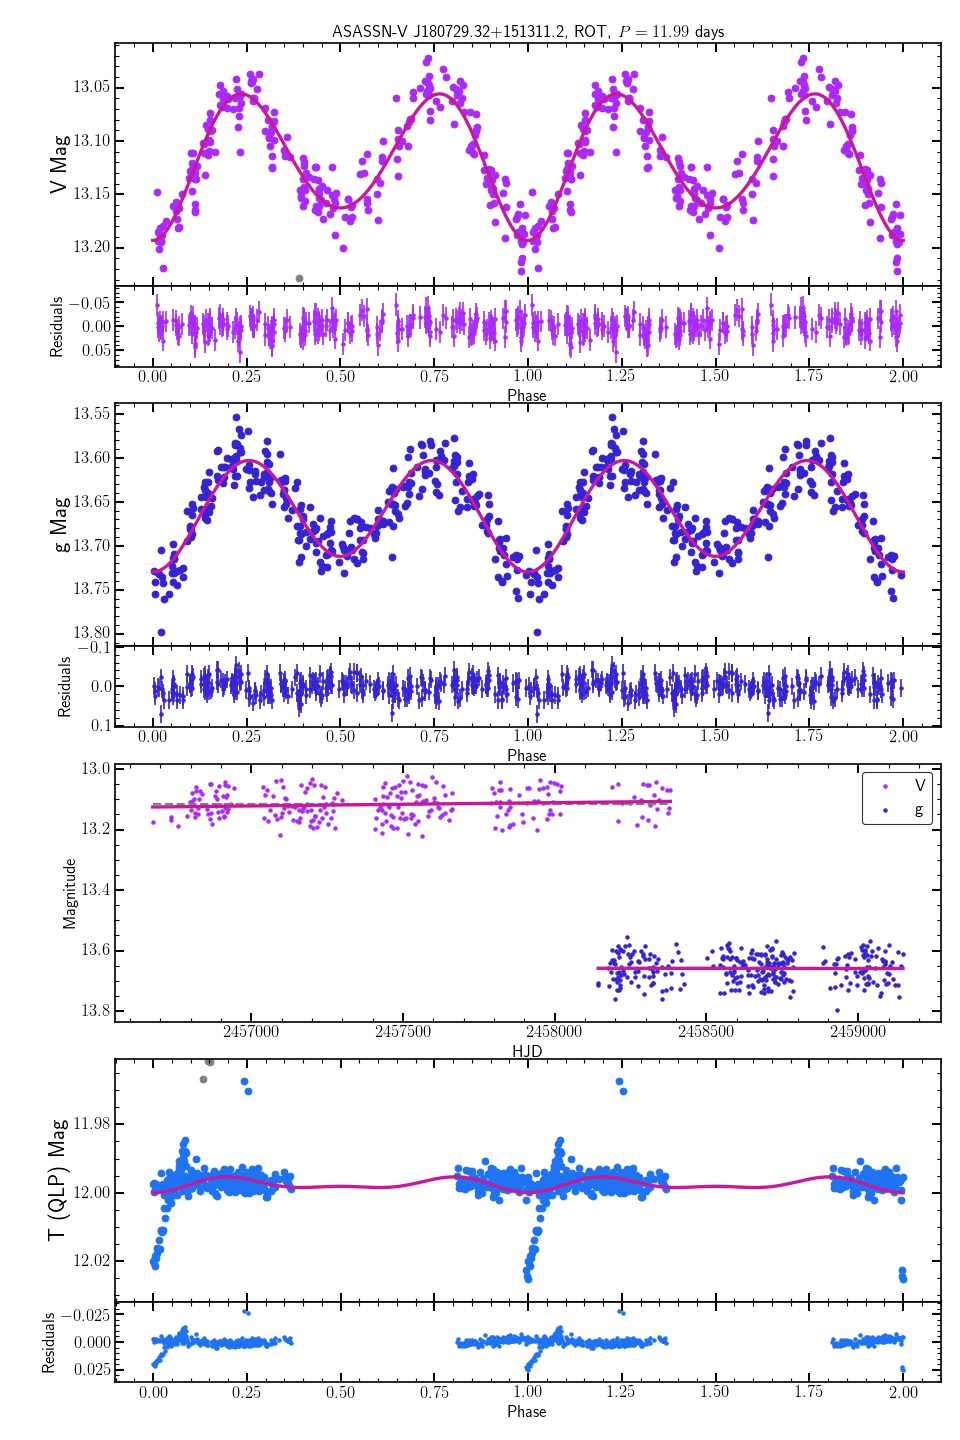 ASASSN-V J180729.32+151311.2, ROT, P = 11.99 days
V Mag
13.05
13.10
13.15
13.20
Residuals
−0.05
0.00
0.05
0.00 0.25 0.50 0.75 1.00 1.25 1.50 1.75 2.00
Phase
g Mag
13.55
13.60
13.65
13.70
13.75
13.80
Residuals
−0.1
0.0
0.1
0.00 0.25 0.50 0.75 1.00 1.25 1.50 1.75 2.00
Phase
Magnitude
13.0
13.2
13.4
13.6
13.8
V
g
2457000 2457500 2458000 2458500 2459000
HJD
T (QLP) Mag
11.98
12.00
12.02
Residuals
−0.025
0.000
0.025
0.00 0.25 0.50 0.75 1.00 1.25 1.50 1.75 2.00
Phase